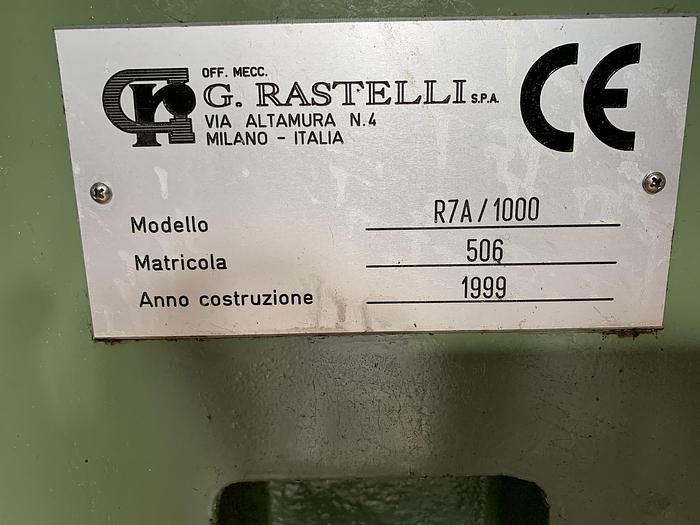 OFF. MECC.
G. RASTELLI S.P.A.
VIA ALTAMURA N.4
MILANO - ITALIA
CE
Modello R7A/1000
Matricola 506
Anno costruzione 1999